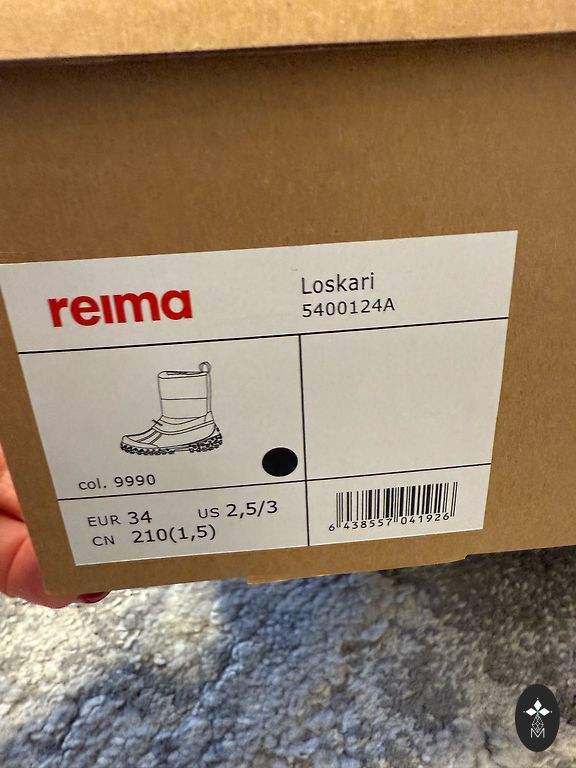 reima
Loskari
5400124A
col. 9990
EUR 34 US 2,5/3
CN 210(1,5)
6 438557 041926
M